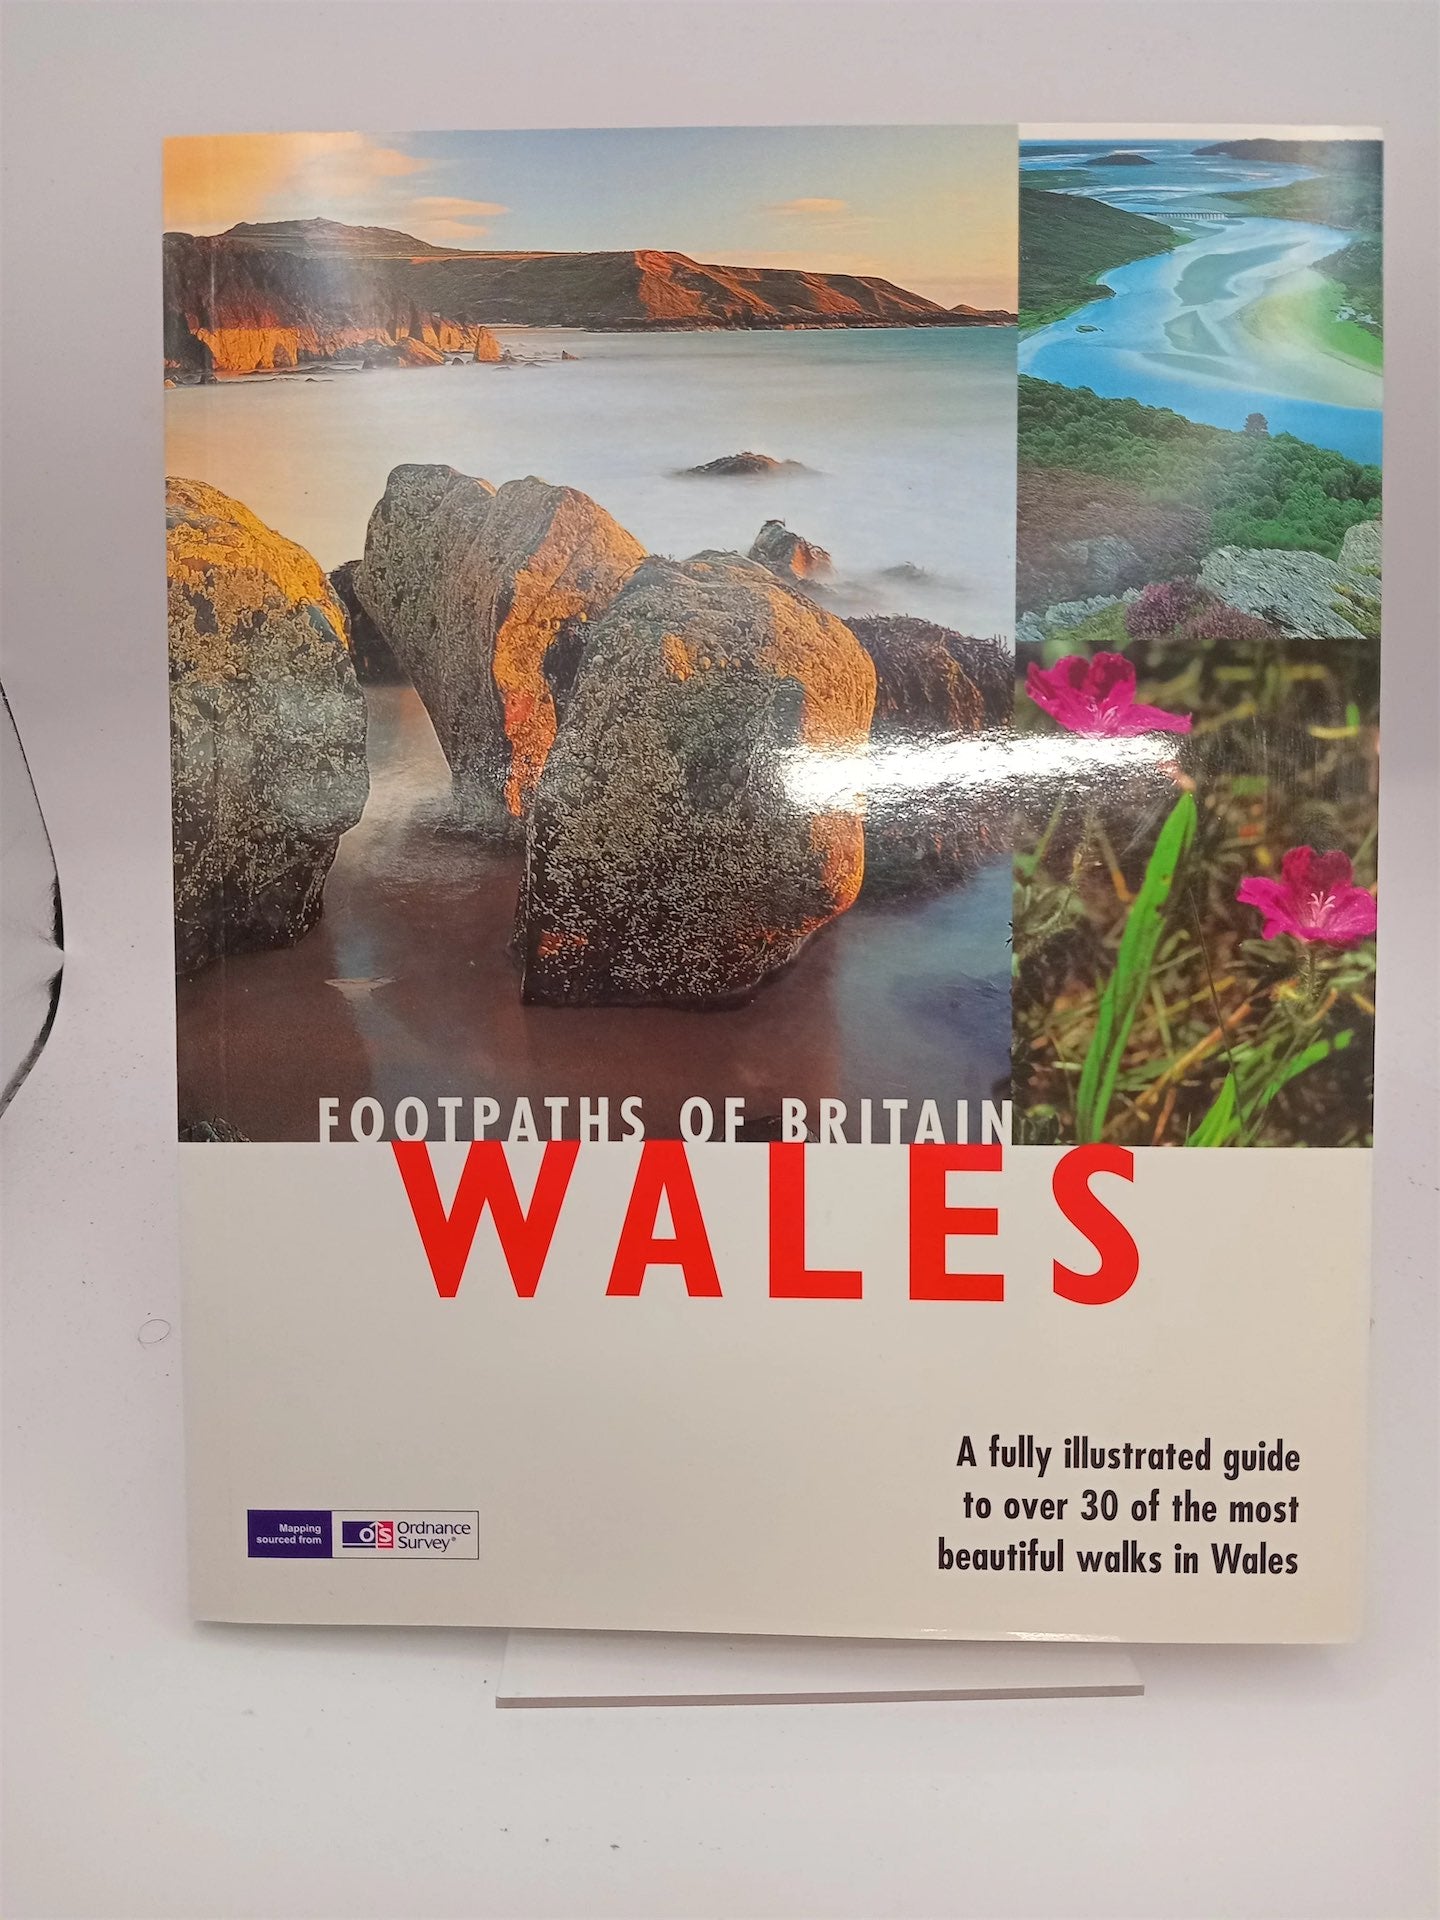 FOOTPATHS OF BRITAIN
WALES
A fully illustrated guide
to over 30 of the most
beautiful walks in Wales
Mapping
sourced from
OS
Ordnance
Survey®